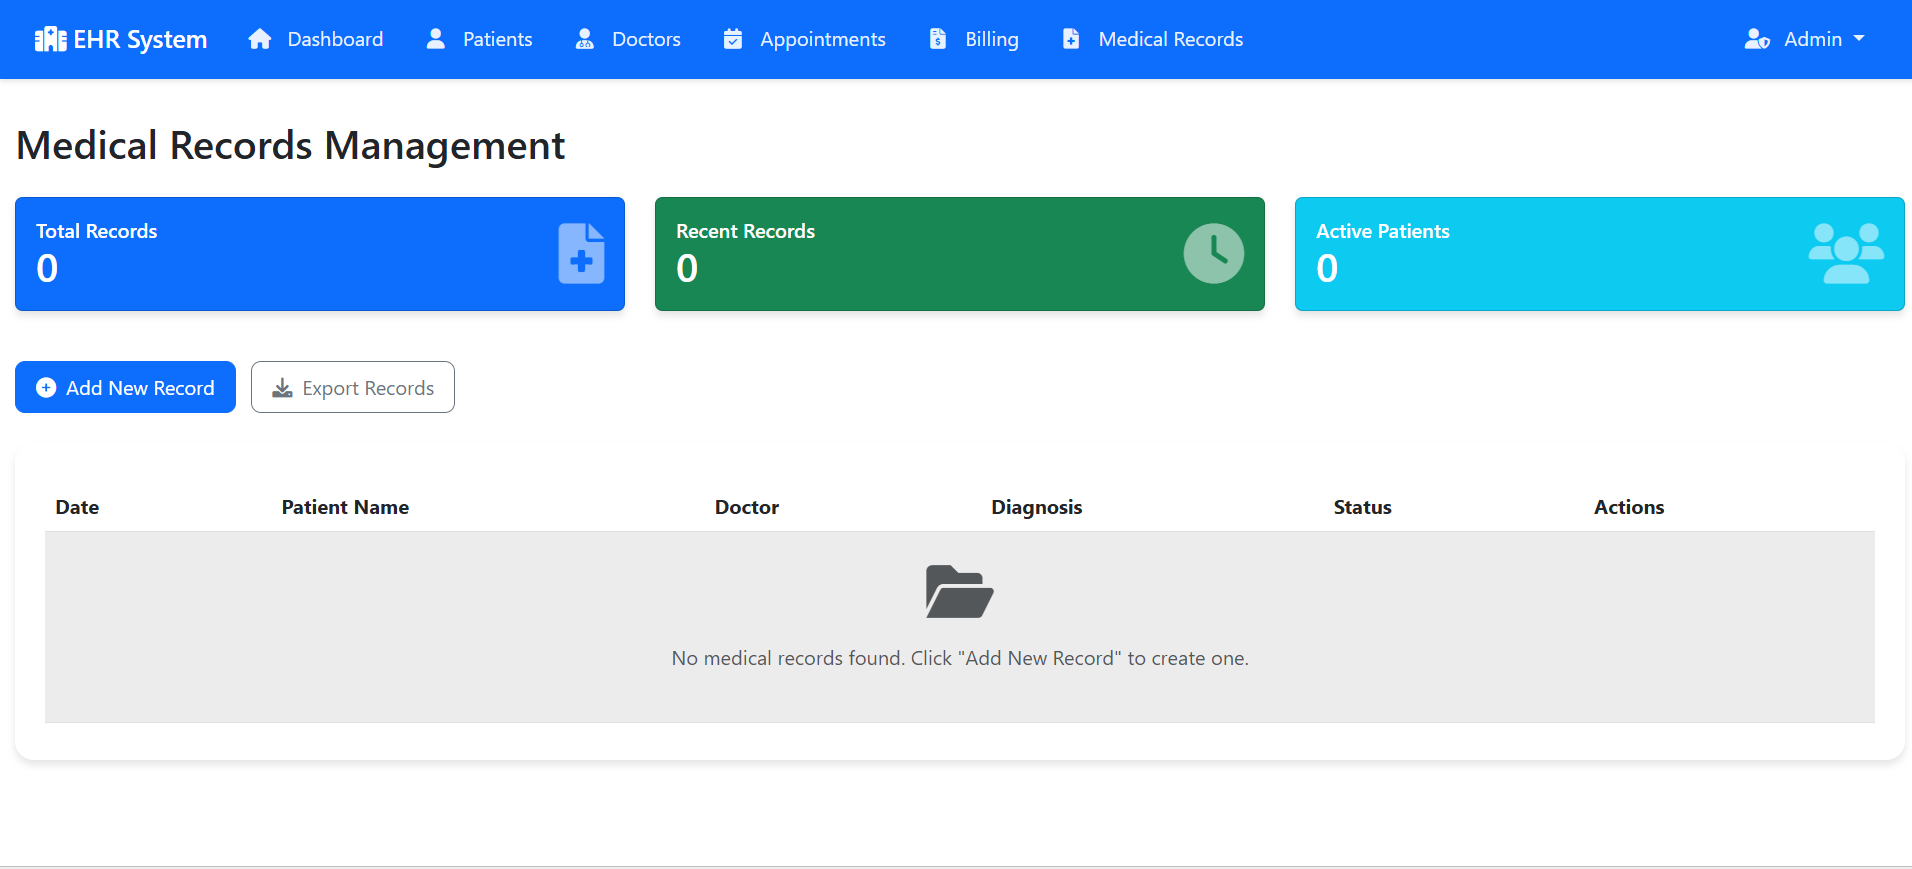 EHR System Dashboard Patients Doctors Appointments Billing Medical Records Admin
Medical Records Management
Total Records
0
Recent Records
0
Active Patients
0
Add New Record Export Records
Date Patient Name Doctor Diagnosis Status Actions
No medical records found. Click "Add New Record" to create one.